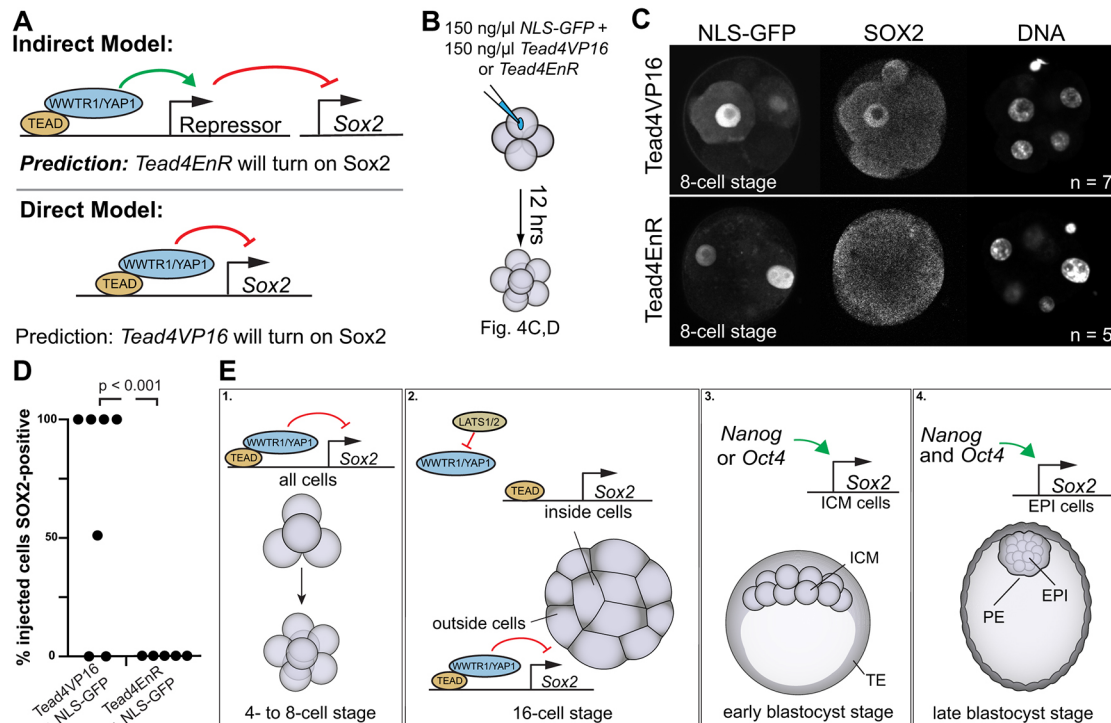 A
Indirect Model:
WWTR1/YAP1
TEAD
Repressor
Sox2
Prediction: Tead4EnR will turn on Sox2
Direct Model:
WWTR1/YAP1
TEAD
Sox2
Prediction: Tead4VP16 will turn on Sox2
B
150 ng/µl NLS-GFP +
150 ng/µl Tead4VP16
or Tead4EnR
12 hrs
Fig. 4C,D
C
NLS-GFP
SOX2
DNA
Tead4VP16
8-cell stage
n = 7
Tead4EnR
8-cell stage
n = 5
D
p < 0.001
% injected cells SOX2-positive
100
50
0
Tead4VP16
NLS-GFP
Tead4EnR
NLS-GFP
E
1.
WWTR1/YAP1
TEAD
Sox2
all cells
4- to 8-cell stage
2.
LATS1/2
WWTR1/YAP1
TEAD
Sox2
inside cells
outside cells
WWTR1/YAP1
TEAD
Sox2
16-cell stage
3.
Nanog
or Oct4
Sox2
ICM cells
ICM
TE
early blastocyst stage
4.
Nanog
and Oct4
Sox2
EPI cells
PE
EPI
late blastocyst stage